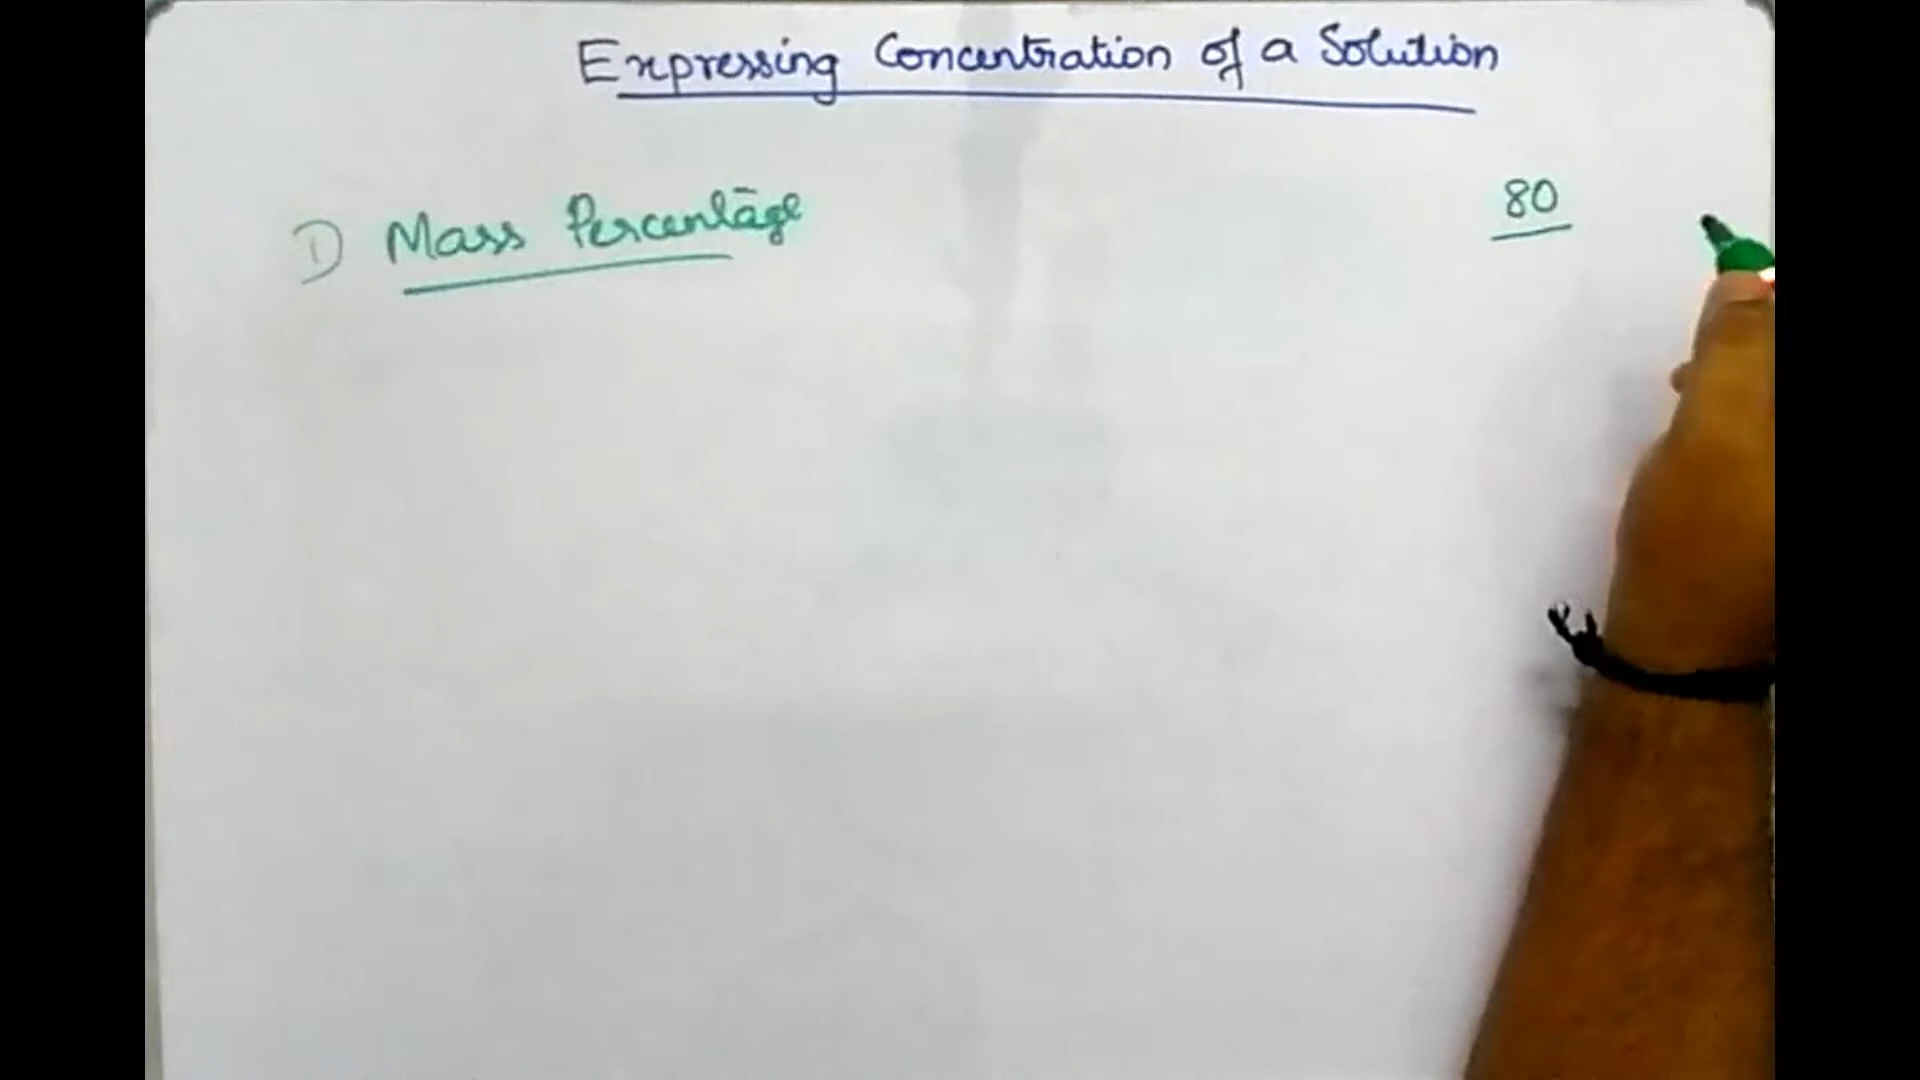 Expressing Concentration of a Solution
1) Mass Percentage
80